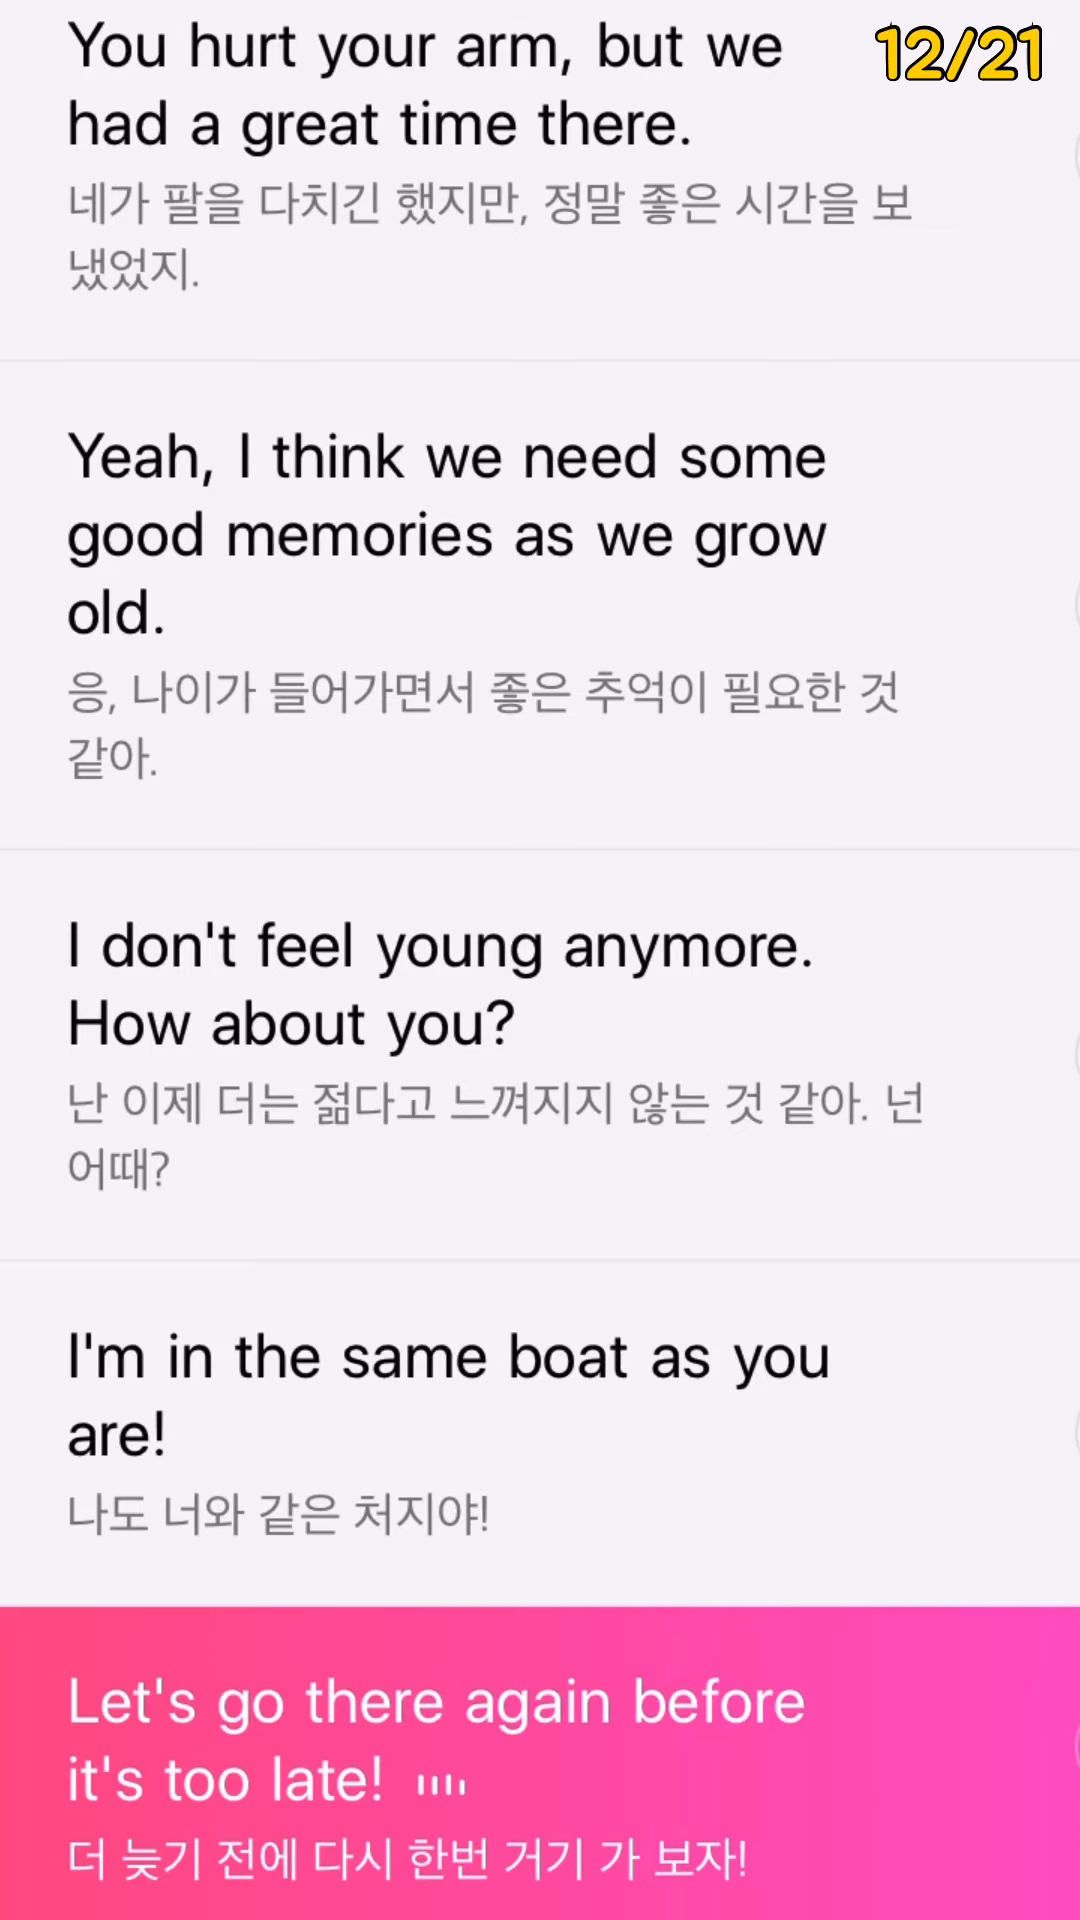 You hurt your arm, but we
12/21
had a great time there.
네가 팔을 다치긴 했지만, 정말 좋은 시간을 보
냈었지.
Yeah, I think we need some
good memories as we grow
old.
응, 나이가 들어가면서 좋은 추억이 필요한 것
같아.
I don't feel young anymore.
How about you?
난 이제 더는 젊다고 느껴지지 않는 것 같아. 넌
어때?
I'm in the same boat as you
are!
나도 너와 같은 처지야!
Let's go there again before
it's too late!
더 늦기 전에 다시 한번 거기 가 보자!